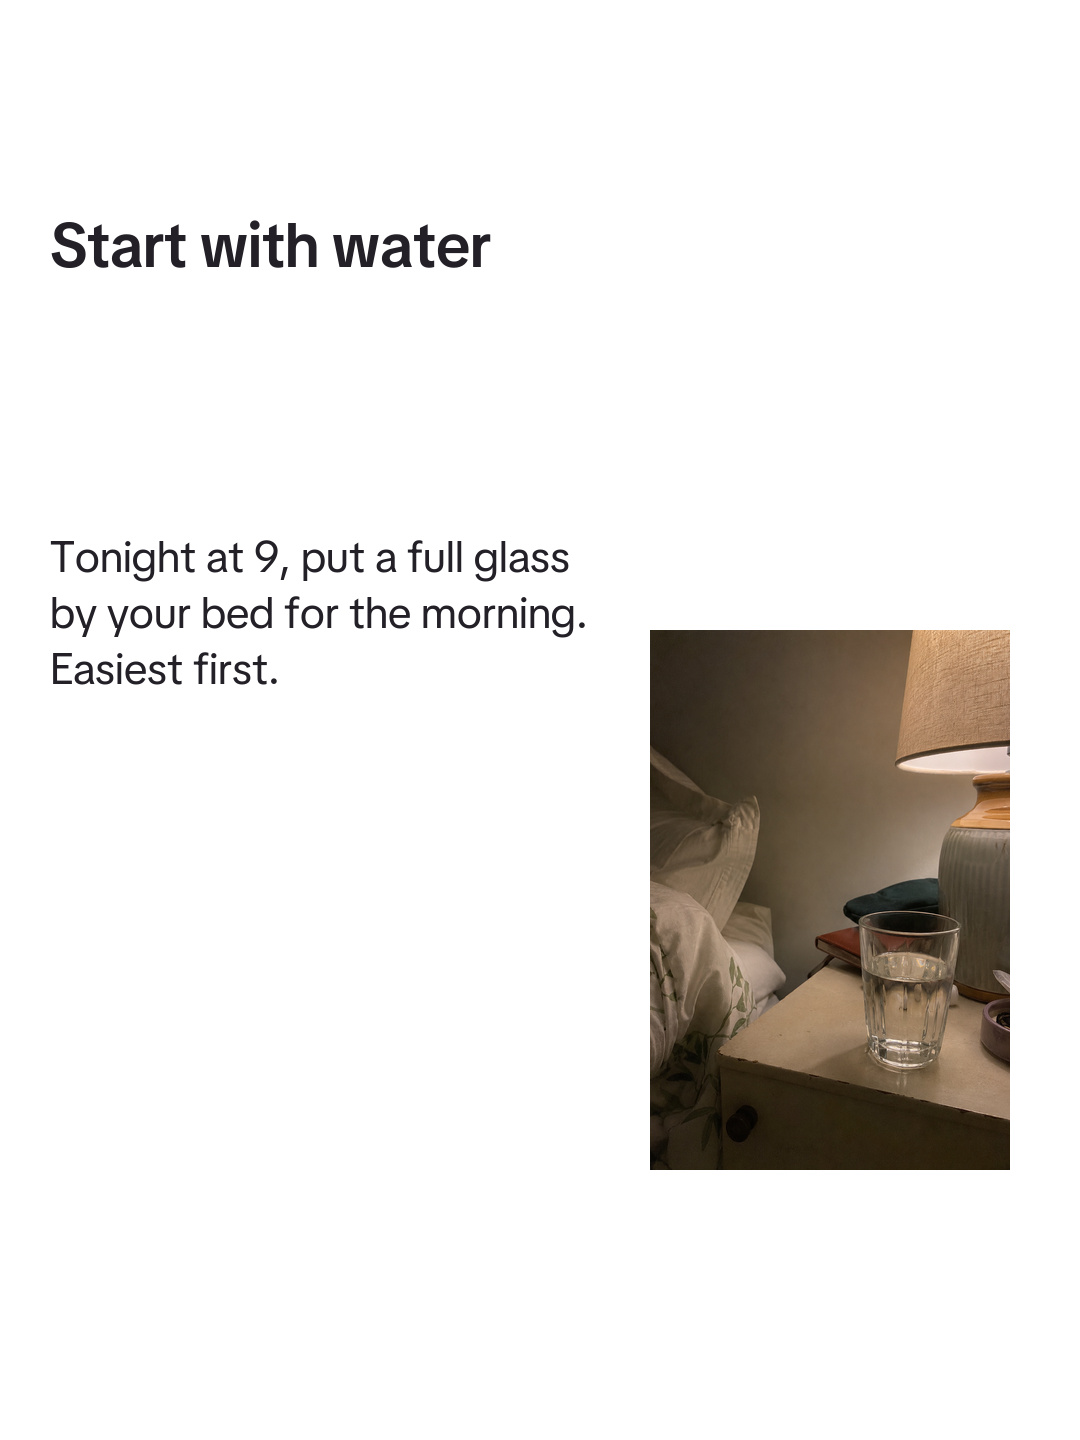 Start with water
Tonight at 9, put a full glass
by your bed for the morning.
Easiest first.